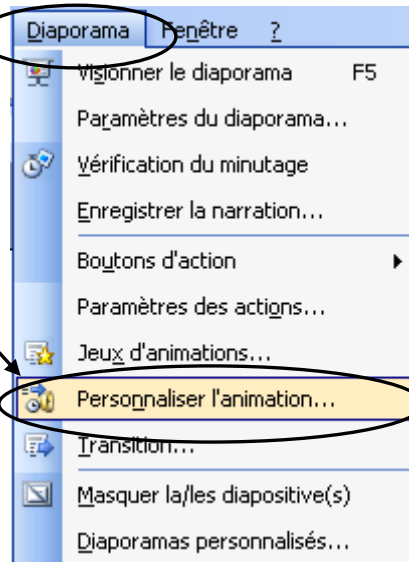 Diaporama Fenêtre ?
Visionner le diaporama F5
Paramètres du diaporama...
Vérification du minutage
Enregistrer la narration...
Boutons d'action
Paramètres des actions...
Jeux d'animations...
Personnaliser l'animation...
Transition...
Masquer la/les diapositive(s)
Diaporamas personnalisés...